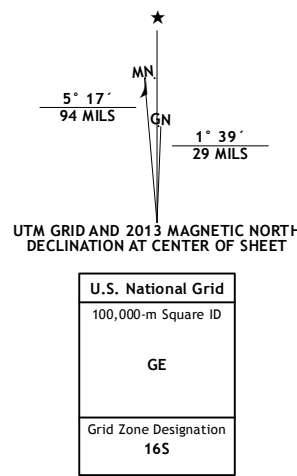 ★
MN
5° 17´
94 MILS
GN
1° 39´
29 MILS
UTM GRID AND 2013 MAGNETIC NORTH
DECLINATION AT CENTER OF SHEET
U.S. National Grid
100,000-m Square ID
GE
Grid Zone Designation
16S